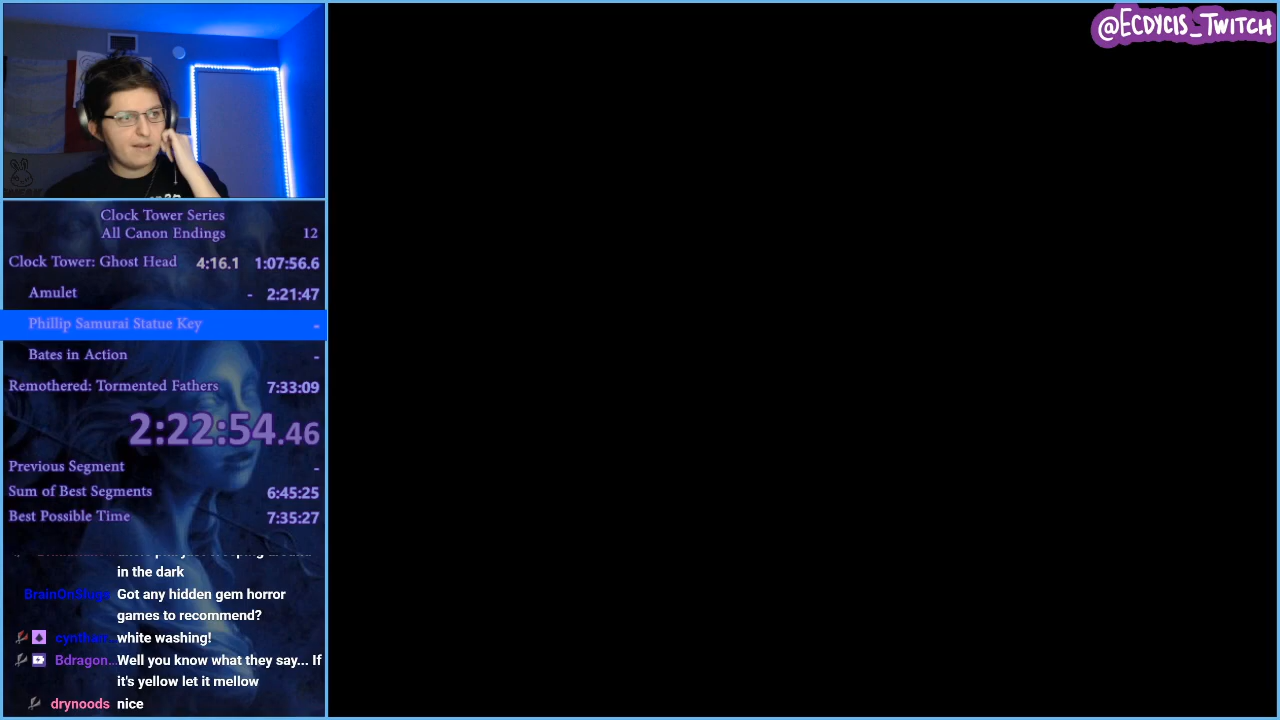 @ECDYCIS_TWITCH
Clock Tower Series
All Canon Endings 12
Clock Tower: Ghost Head 4:16.1 1:07:56.6
Amulet - 2:21:47
Phillip Samurai Statue Key -
Bates in Action -
Remothered: Tormented Fathers 7:33:09
2:22:54.46
Previous Segment -
Sum of Best Segments 6:45:25
Best Possible Time 7:35:27
in the dark
BrainOnSlugs Got any hidden gem horror
games to recommend?
white washing!
Bdragon... Well you know what they say... If
it's yellow let it mellow
drynoods nice